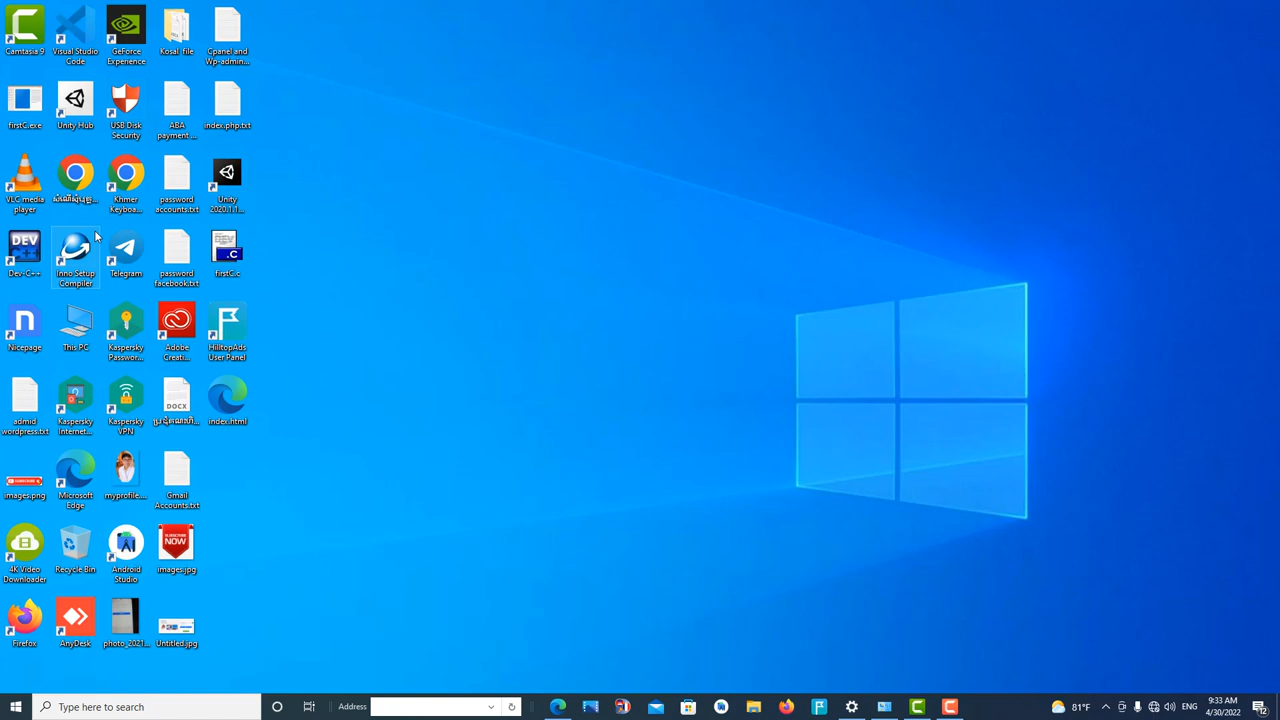 Camtasia 9
Visual Studio
Code
GeForce
Experience
Kosal_file
Cpanel and
Wp-admin...
firstC.exe
Unity Hub
USB Disk
Security
ABA
payment ...
index.php.txt
VLC media
player
Khmer
Keyboa...
password
accounts.txt
Unity
2020.1.1...
DEV
C++
Dev-C++
Inno Setup
Compiler
Telegram
password
facebook.txt
.C
firstC.c
Nicepage
This PC
Kaspersky
Passwor...
Adobe
Creati...
HilltopAds
User Panel
admid
wordpress.txt
Kaspersky
Internet...
Kaspersky
VPN
DOCX
index.html
SUBSCRIBE
images.png
Microsoft
Edge
myprofile....
Gmail
Accounts.txt
4K Video
Downloader
Recycle Bin
Android
Studio
SUBSCRIBE
NOW
images.jpg
Firefox
AnyDesk
photo_2021...
Untitled.jpg
Type here to search
Address
81°F
ENG
9:33 AM
4/30/2022
12